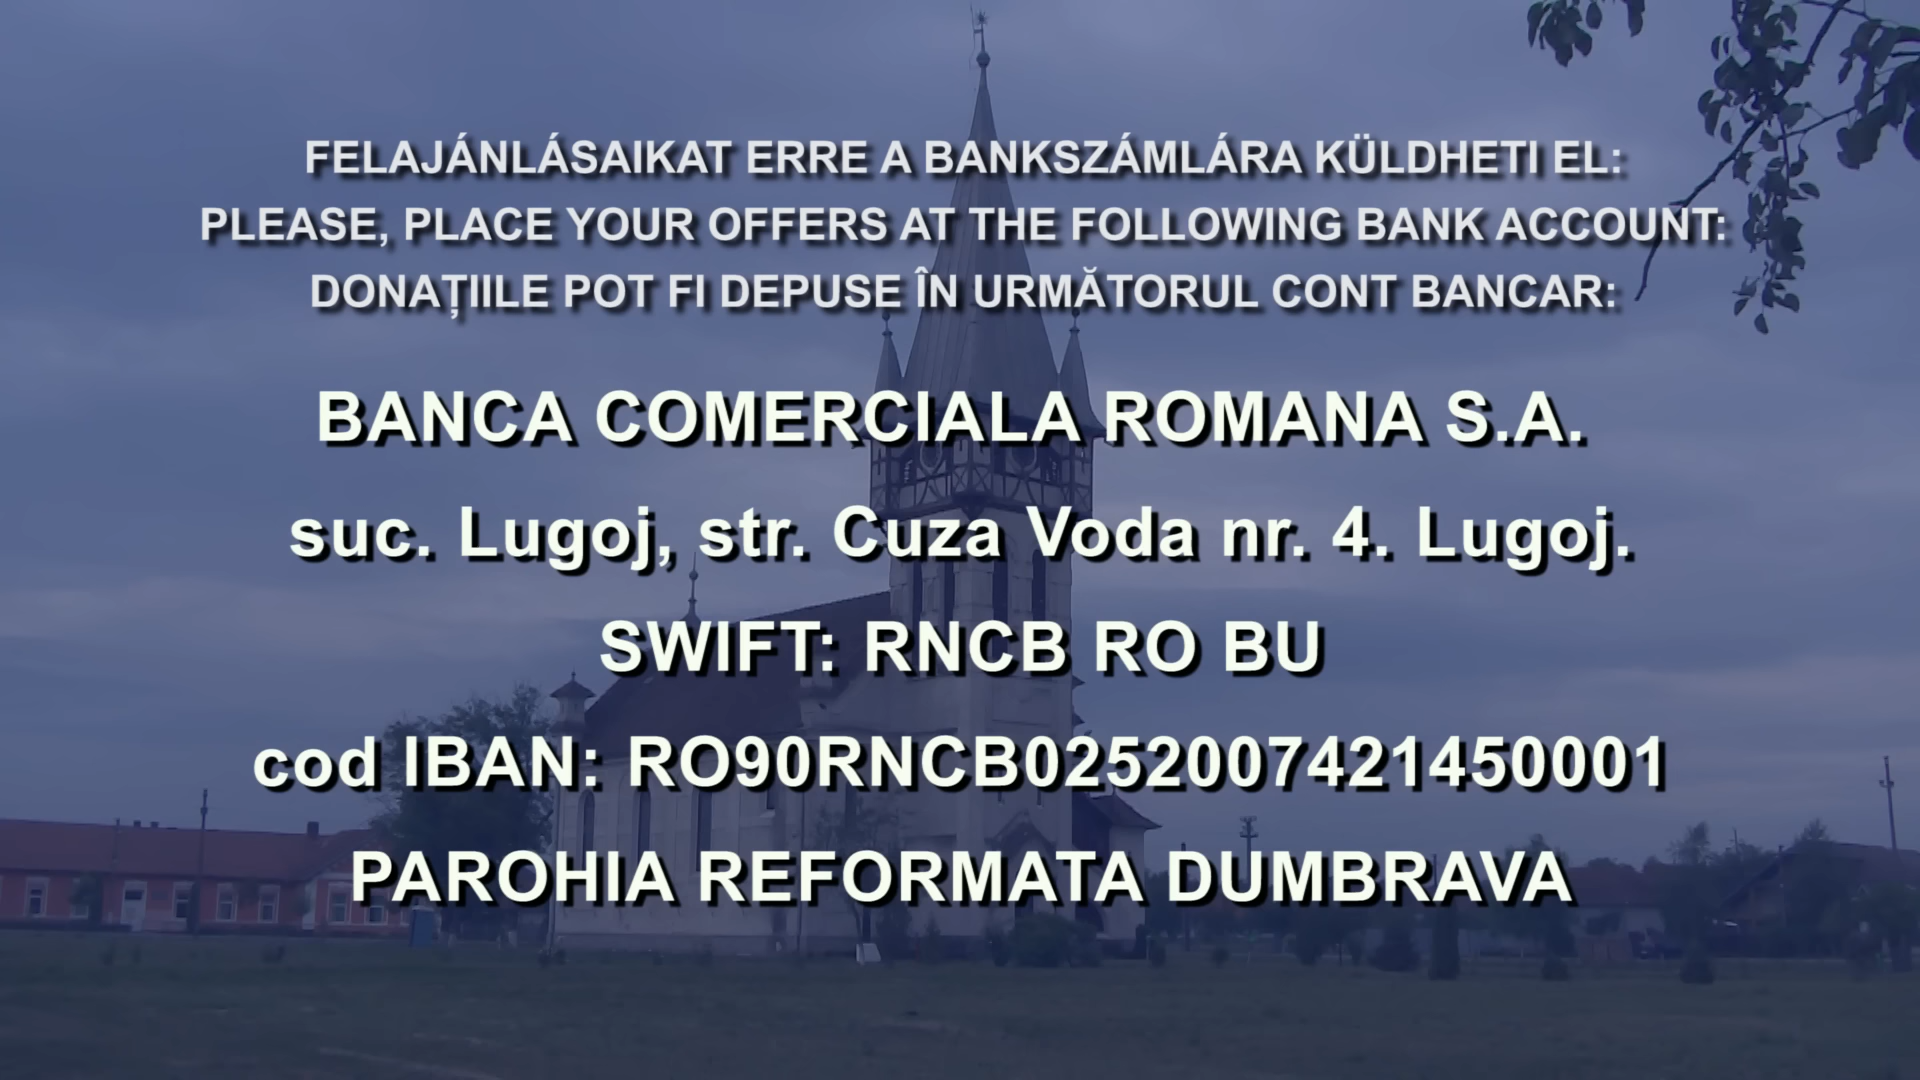 FELAJÁNLÁSAIKAT ERRE A BANKSZÁMLÁRA KÜLDHETI EL:
PLEASE, PLACE YOUR OFFERS AT THE FOLLOWING BANK ACCOUNT:
DONAȚIILE POT FI DEPUSE ÎN URMĂTORUL CONT BANCAR:
BANCA COMERCIALA ROMANA S.A.
suc. Lugoj, str. Cuza Voda nr. 4. Lugoj.
SWIFT: RNCB RO BU
cod IBAN: RO90RNCB0252007421450001
PAROHIA REFORMATA DUMBRAVA